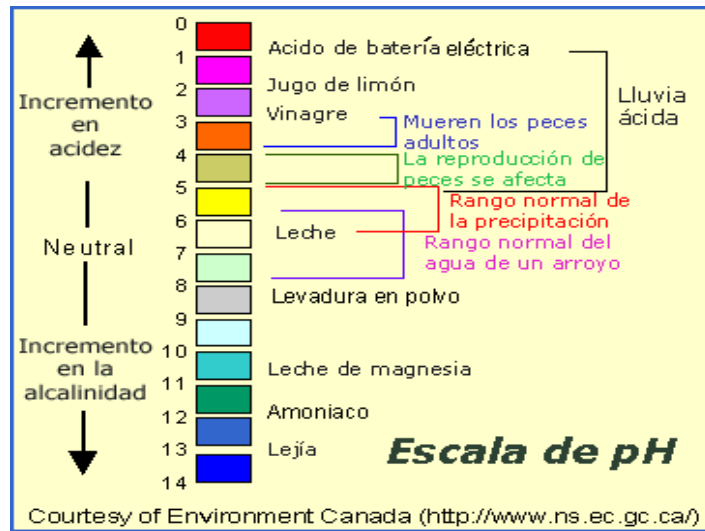 0
Acido de batería eléctrica
1
Jugo de limón
2
Vinagre
3
Mueren los peces
adultos
4
La reproducción de
peces se afecta
5
Rango normal de
la precipitación
6
Leche
Rango normal del
agua de un arroyo
7
8
Levadura en polvo
9
10
Leche de magnesia
11
Amoniaco
12
Lejía
13
14
Lluvia
ácida
Incremento
en
acidez
Neutral
Incremento
en la
alcalinidad
Escala de pH
Courtesy of Environment Canada (http://www.ns.ec.gc.ca/)